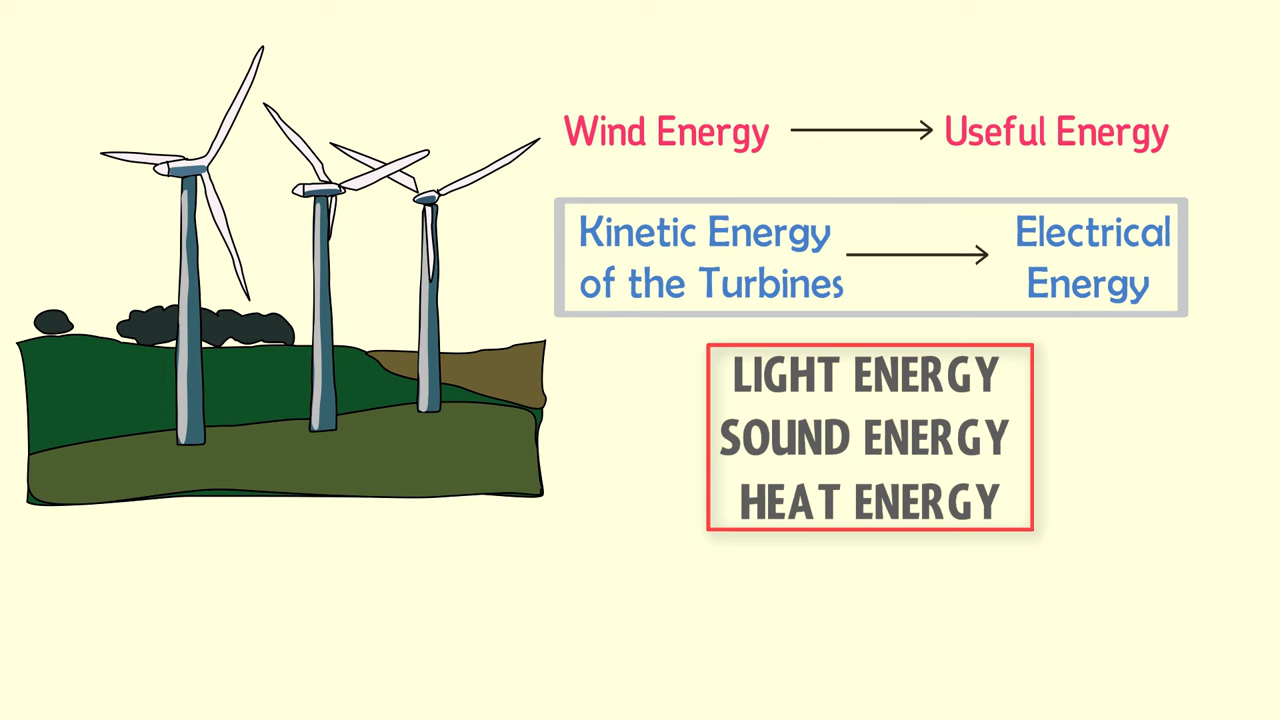 Wind Energy → Useful Energy
Kinetic Energy Electrical
of the Turbines → Energy
LIGHT ENERGY
SOUND ENERGY
HEAT ENERGY